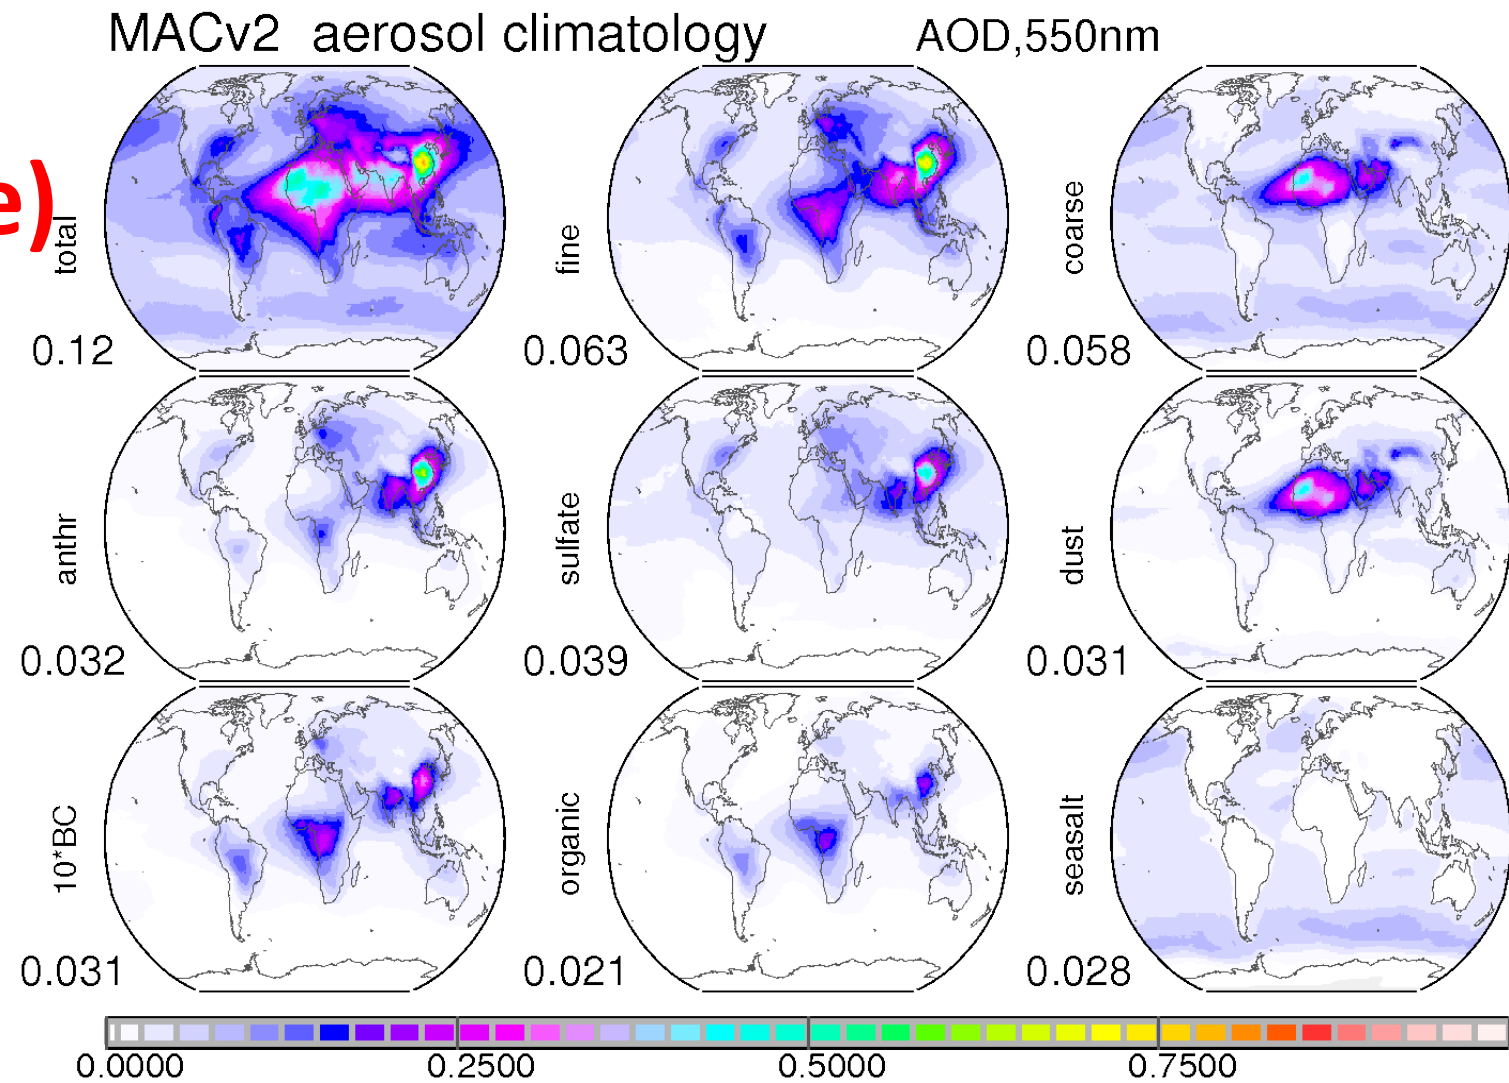 MACv2 aerosol climatology AOD,550nm
e)
total
0.12
fine
0.063
coarse
0.058
anthr
0.032
sulfate
0.039
dust
0.031
10*BC
0.031
organic
0.021
seasalt
0.028
0.0000 0.2500 0.5000 0.7500